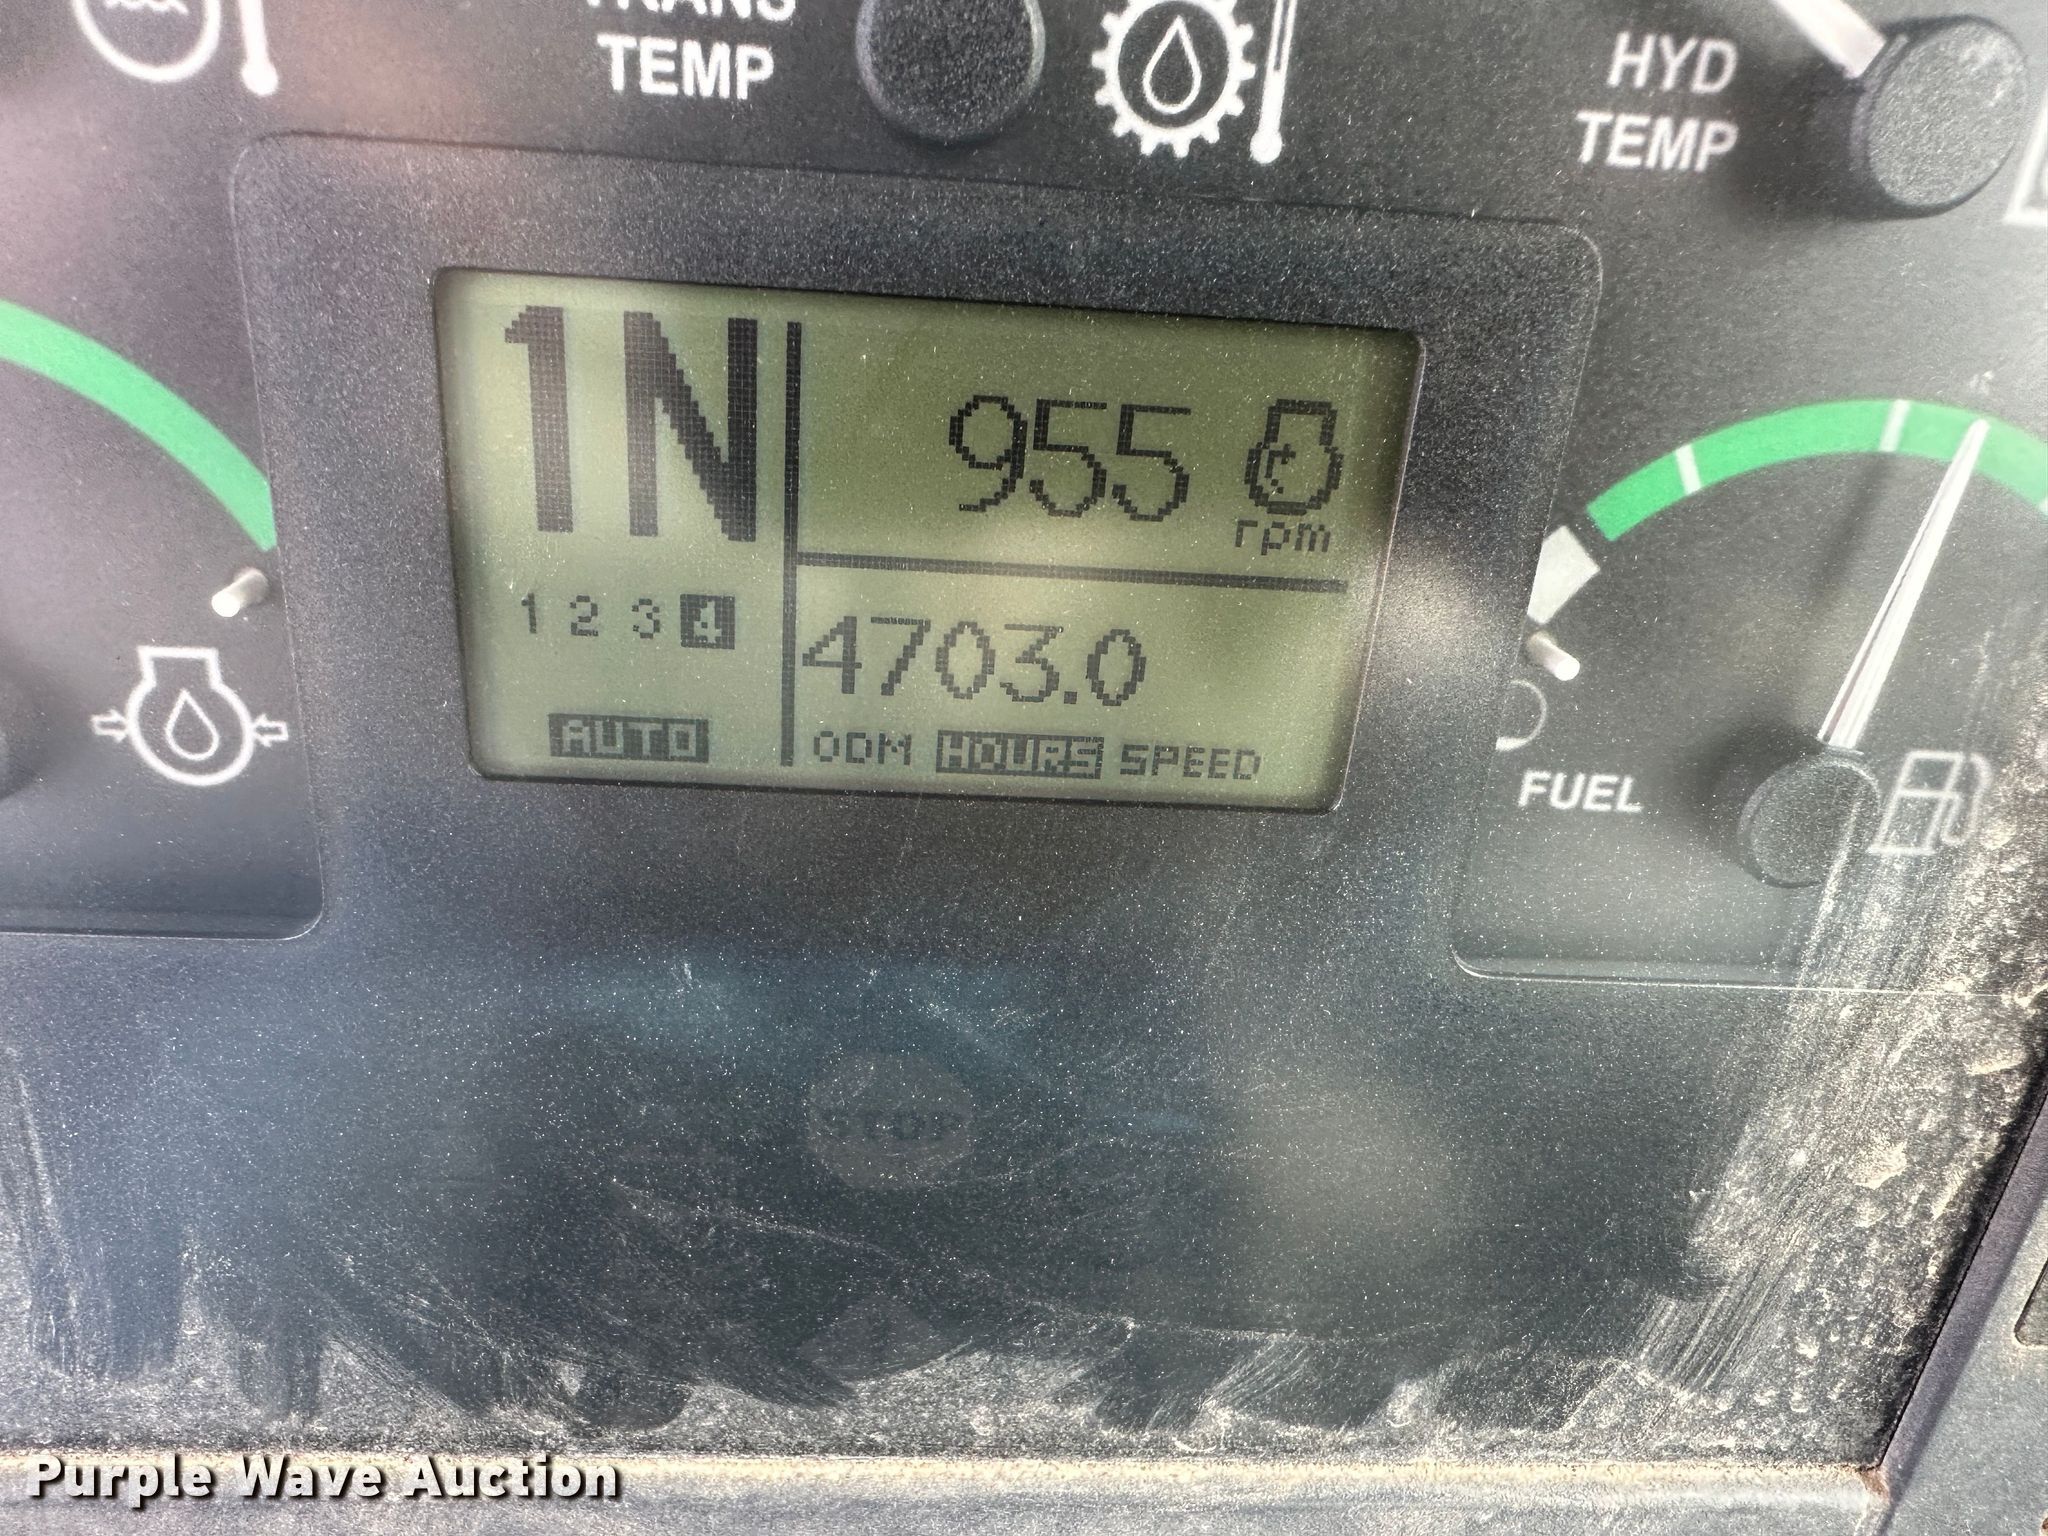 TRANS
TEMP
HYD
TEMP
1N
955
rpm
1 2 3 4
4703.0
AUTO
ODM HOURS SPEED
FUEL
STOP
Purple Wave Auction